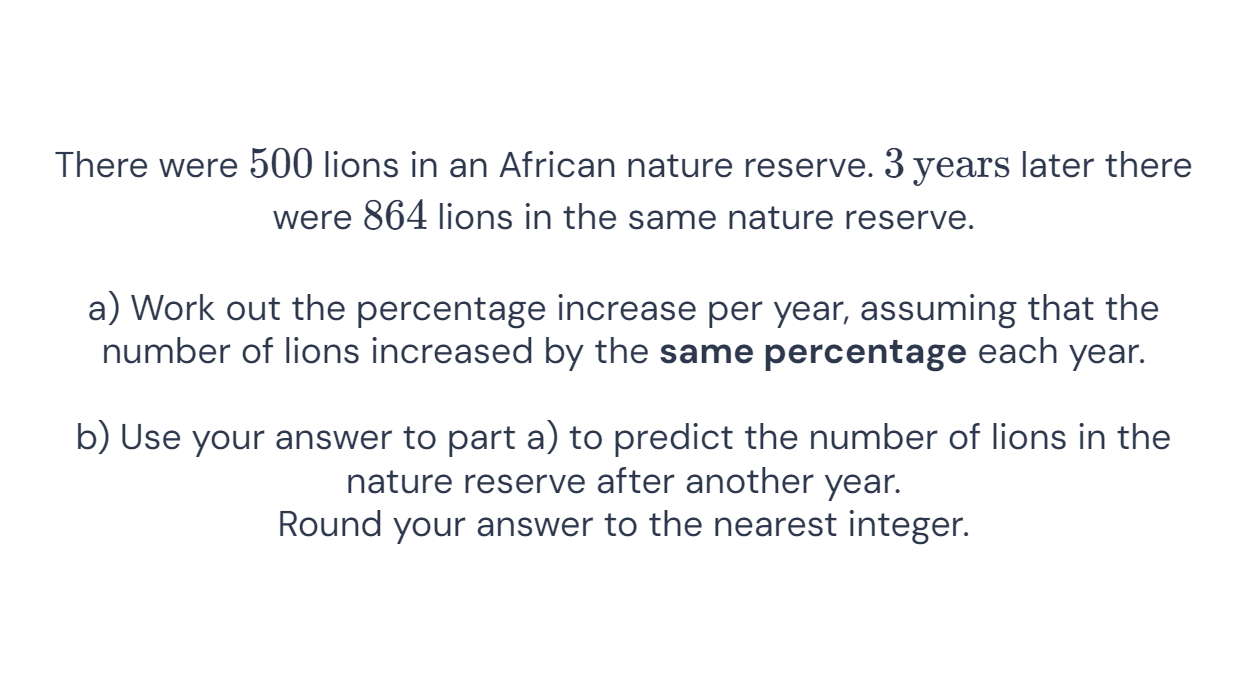 There were 500 lions in an African nature reserve. 3 years later there
were 864 lions in the same nature reserve.
a) Work out the percentage increase per year, assuming that the
number of lions increased by the same percentage each year.
b) Use your answer to part a) to predict the number of lions in the
nature reserve after another year.
Round your answer to the nearest integer.